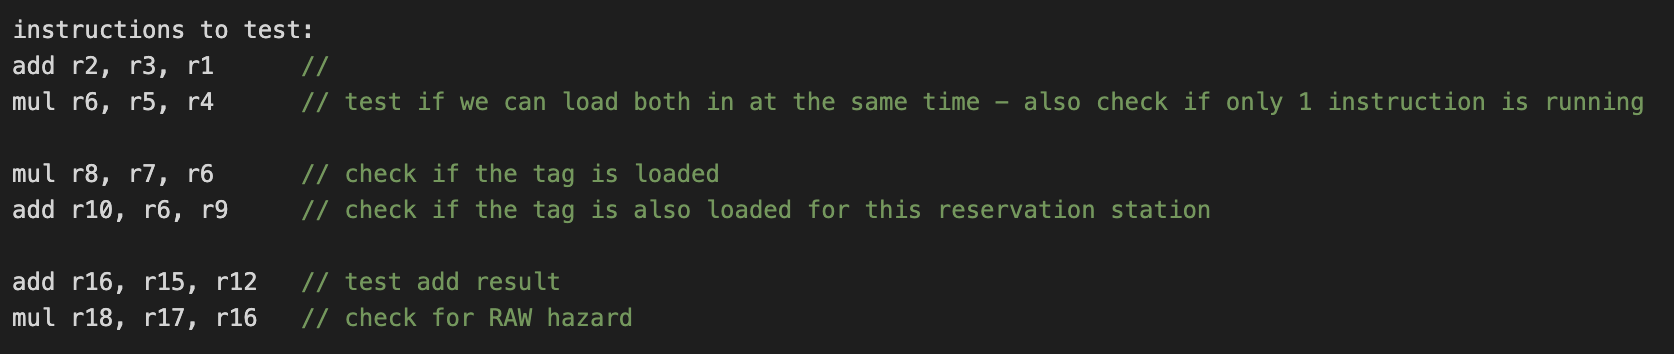 instructions to test:
add r2, r3, r1      //
mul r6, r5, r4      // test if we can load both in at the same time – also check if only 1 instruction is running
mul r8, r7, r6      // check if the tag is loaded
add r10, r6, r9     // check if the tag is also loaded for this reservation station
add r16, r15, r12   // test add result
mul r18, r17, r16   // check for RAW hazard